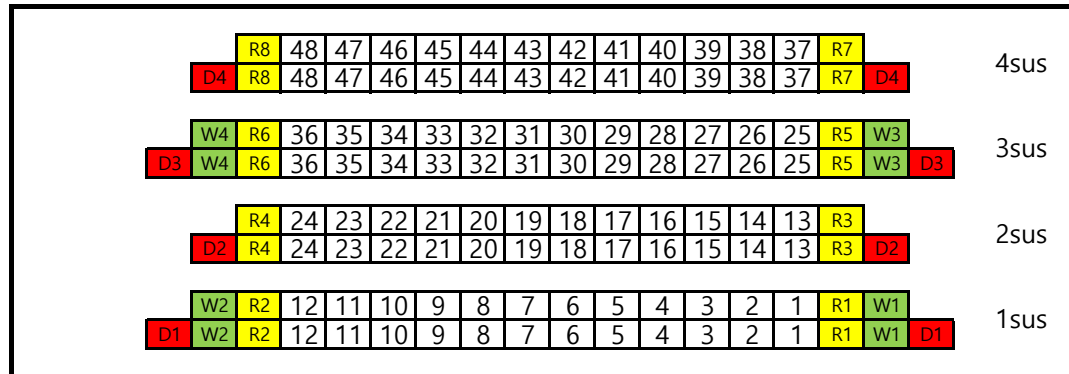 R8 48 47 46 45 44 43 42 41 40 39 38 37 R7
D4 R8 48 47 46 45 44 43 42 41 40 39 38 37 R7 D4
4sus
W4 R6 36 35 34 33 32 31 30 29 28 27 26 25 R5 W3
D3 W4 R6 36 35 34 33 32 31 30 29 28 27 26 25 R5 W3 D3
3sus
R4 24 23 22 21 20 19 18 17 16 15 14 13 R3
D2 R4 24 23 22 21 20 19 18 17 16 15 14 13 R3 D2
2sus
W2 R2 12 11 10 9 8 7 6 5 4 3 2 1 R1 W1
D1 W2 R2 12 11 10 9 8 7 6 5 4 3 2 1 R1 W1 D1
1sus